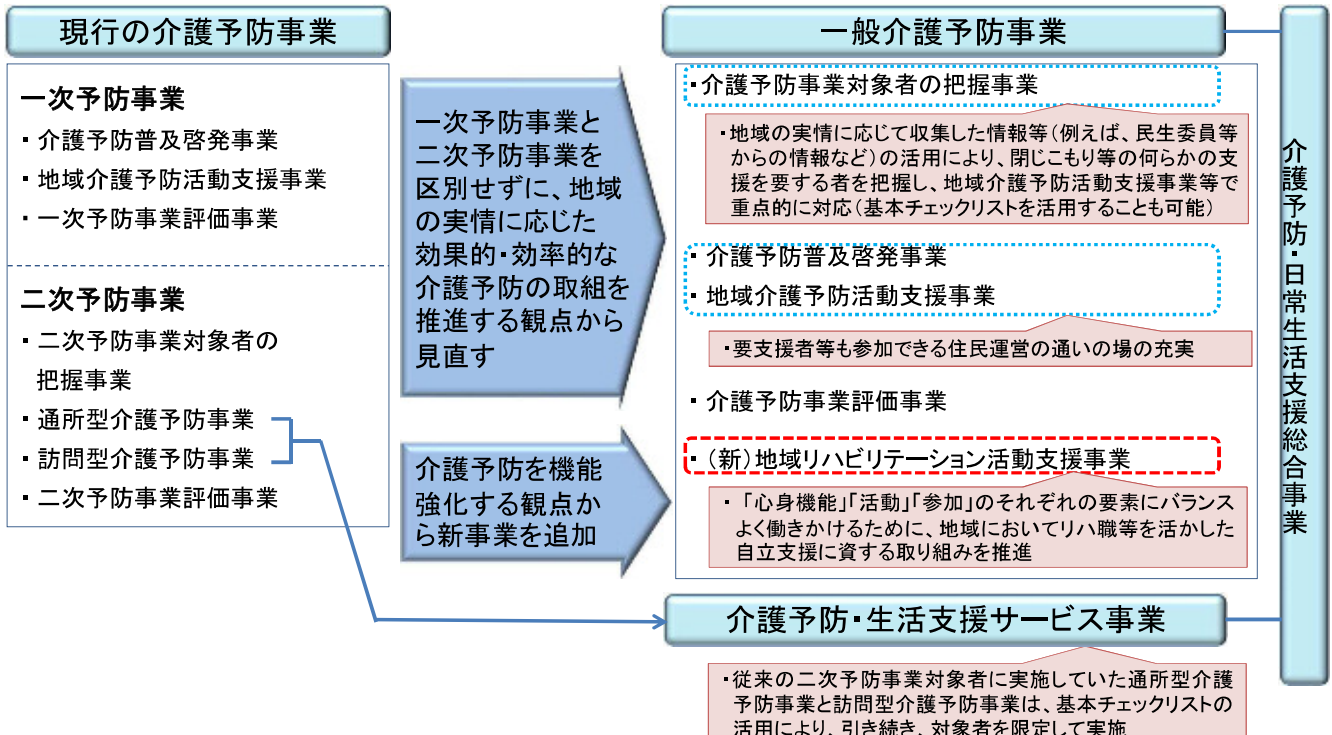 現行の介護予防事業
一次予防事業
・介護予防普及啓発事業
・地域介護予防活動支援事業
・一次予防事業評価事業
二次予防事業
・二次予防事業対象者の
把握事業
・通所型介護予防事業
・訪問型介護予防事業
・二次予防事業評価事業
一次予防事業と
二次予防事業を
区別せずに、地域
の実情に応じた
効果的・効率的な
介護予防の取組を
推進する観点から
見直す
介護予防を機能
強化する観点か
ら新事業を追加
一般介護予防事業
・介護予防事業対象者の把握事業
・地域の実情に応じて収集した情報等（例えば、民生委員等
からの情報など）の活用により、閉じこもり等の何らかの支
援を要する者を把握し、地域介護予防活動支援事業等で
重点的に対応（基本チェックリストを活用することも可能）
・介護予防普及啓発事業
・地域介護予防活動支援事業
・要支援者等も参加できる住民運営の通いの場の充実
・介護予防事業評価事業
・（新）地域リハビリテーション活動支援事業
・「心身機能」「活動」「参加」のそれぞれの要素にバランス
よく働きかけるために、地域においてリハ職等を活かした
自立支援に資する取り組みを推進
介護予防・生活支援サービス事業
・従来の二次予防事業対象者に実施していた通所型介護
予防事業と訪問型介護予防事業は、基本チェックリストの
活用により、引き続き、対象者を限定して実施
介護予防・日常生活支援総合事業